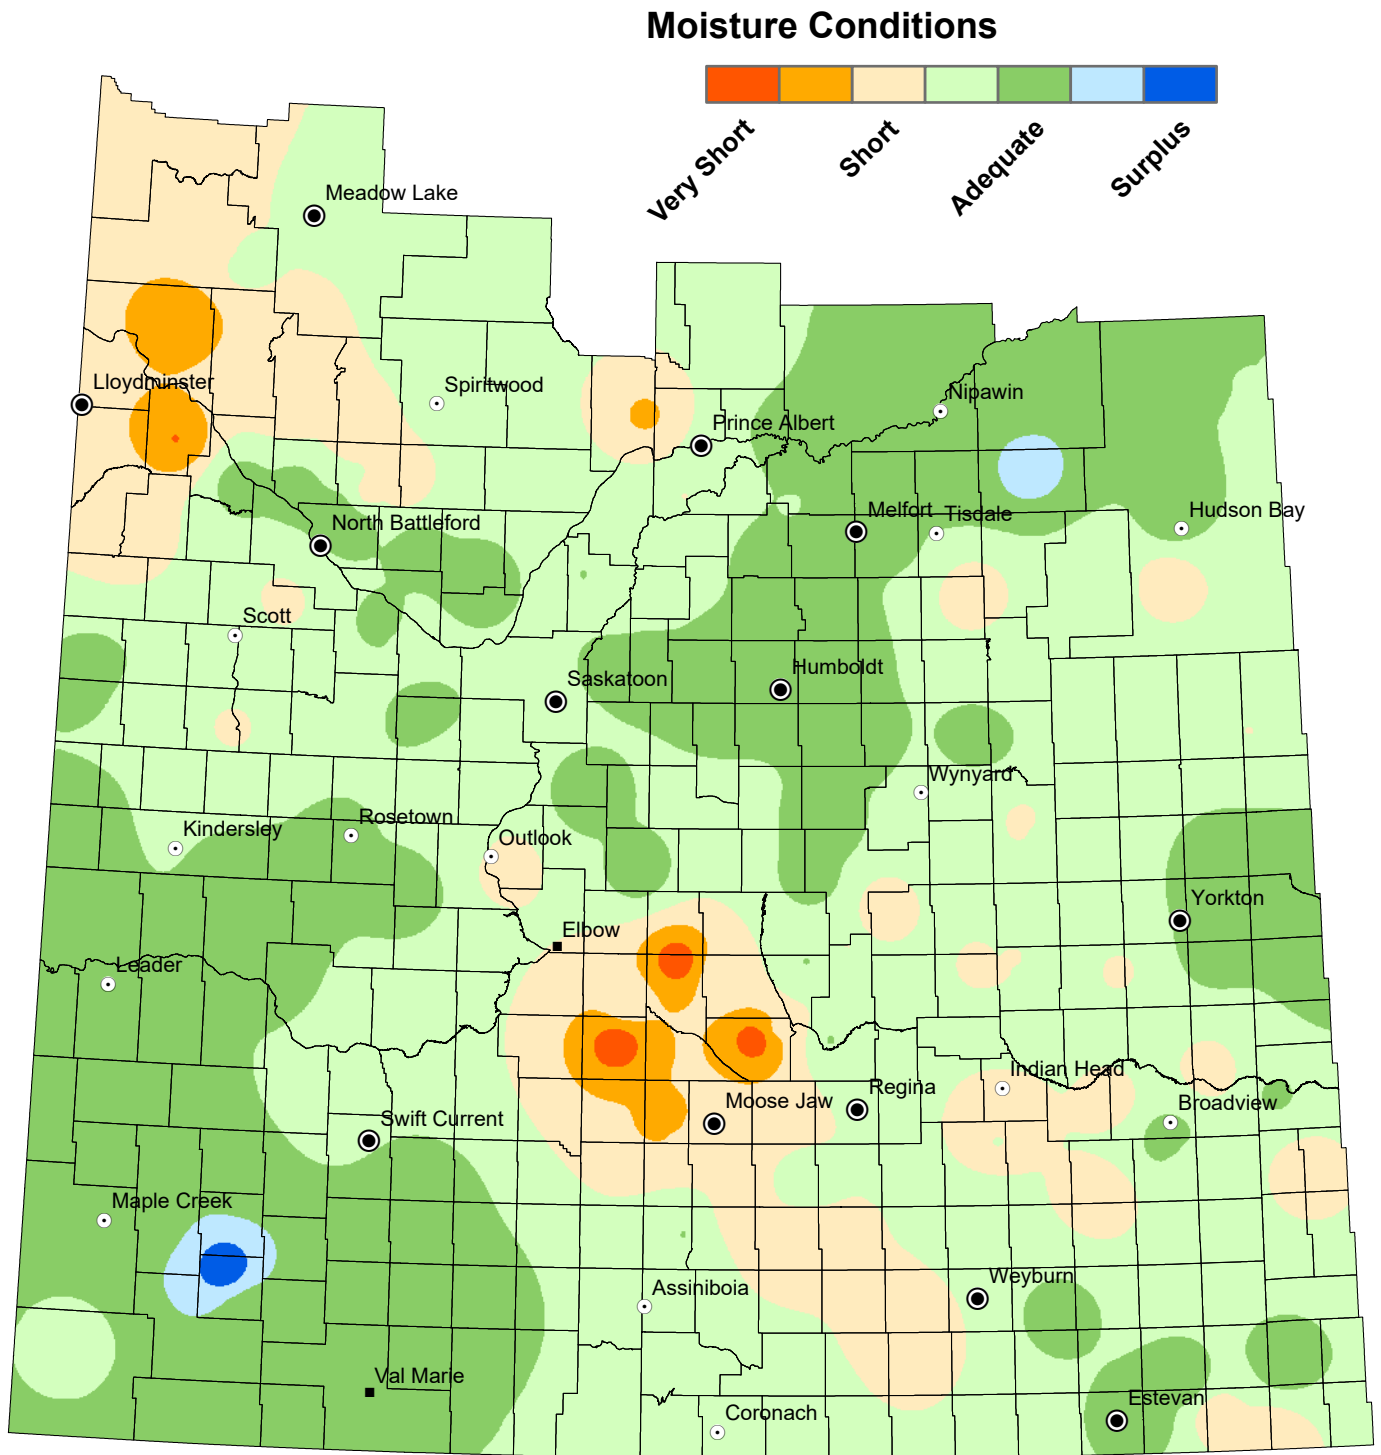 Moisture Conditions
Very Short
Short
Adequate
Surplus
Meadow Lake
Lloydminster
Spiritwood
Nipawin
Prince Albert
North Battleford
Melfort
Tisdale
Hudson Bay
Scott
Saskatoon
Humboldt
Wynyard
Kindersley
Rosetown
Outlook
Yorkton
Elbow
Leader
Indian Head
Regina
Moose Jaw
Broadview
Swift Current
Maple Creek
Assiniboia
Weyburn
Val Marie
Coronach
Estevan